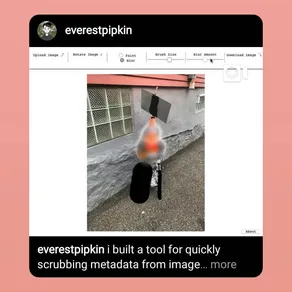 everestpipkin
Upload Image
Rotate Image
Paint
Blur
Brush Size
Blur Amount
Download Image
About
everestpipkin i built a tool for quickly
scrubbing metadata from image... more